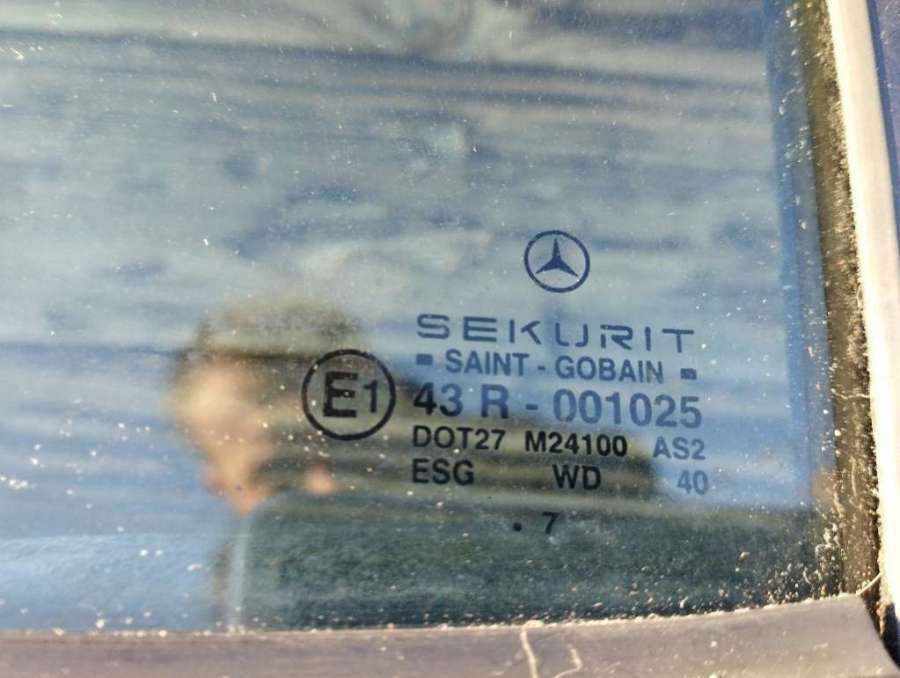 SEKURIT
SAINT - GOBAIN
E1 43 R - 001025
DOT27 M24100 AS2
ESG WD 40
. 7